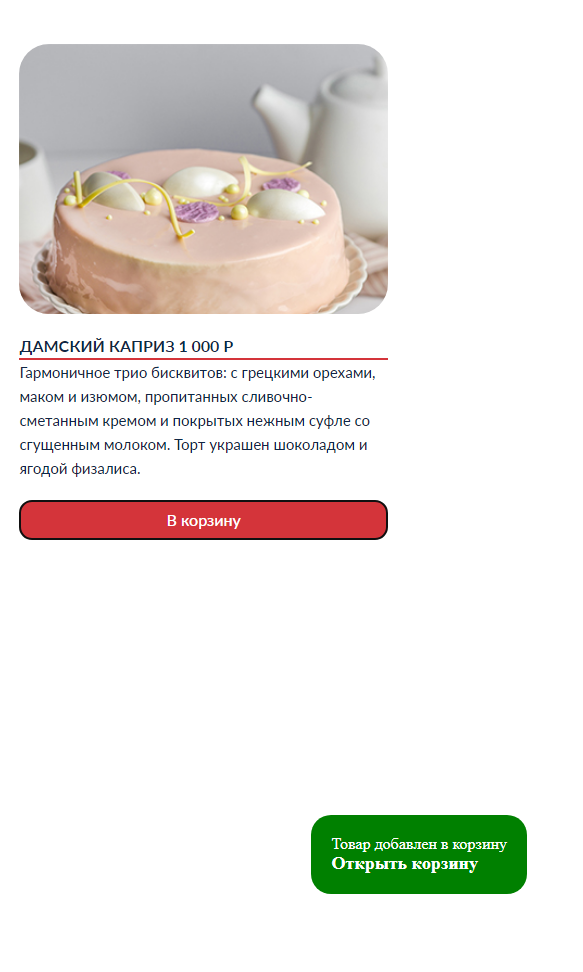 ДАМСКИЙ КАПРИЗ 1 000 Р
Гармоничное трио бисквитов: с грецкими орехами,
маком и изюмом, пропитанных сливочно-
сметанным кремом и покрытых нежным суфле со
сгущенным молоком. Торт украшен шоколадом и
ягодой физалиса.
В корзину
Товар добавлен в корзину
Открыть корзину